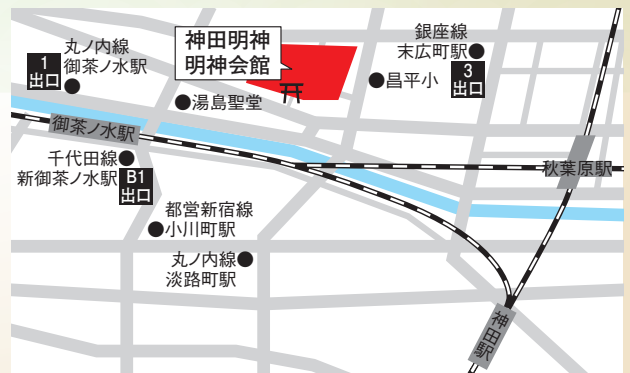 丸ノ内線
御茶ノ水駅
1
出口
神田明神
明神会館
銀座線
末広町駅
3
出口
昌平小
湯島聖堂
御茶ノ水駅
千代田線
新御茶ノ水駅
B1
出口
秋葉原駅
都営新宿線
小川町駅
丸ノ内線
淡路町駅
神田駅